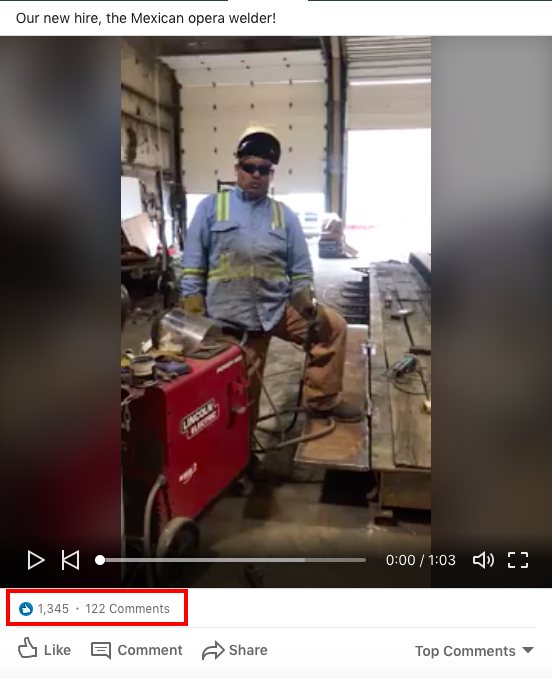 Our new hire, the Mexican opera welder!
LINCOLN
ELECTRIC
0:00 / 1:03
1,345 · 122 Comments
Like Comment Share Top Comments